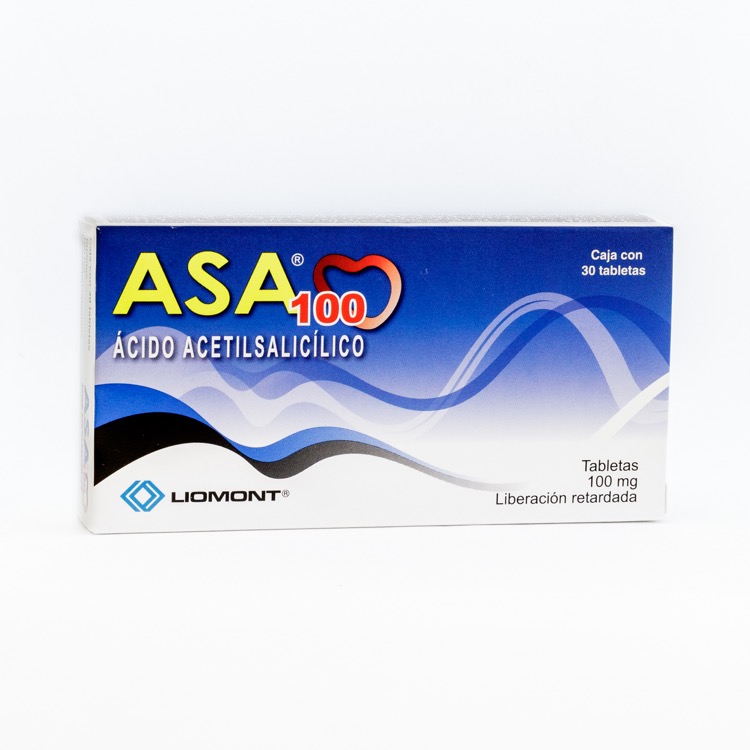 ASA® 100
ÁCIDO ACETILSALICÍLICO
Caja con
30 tabletas
LIOMONT®
Tabletas
100 mg
Liberación retardada